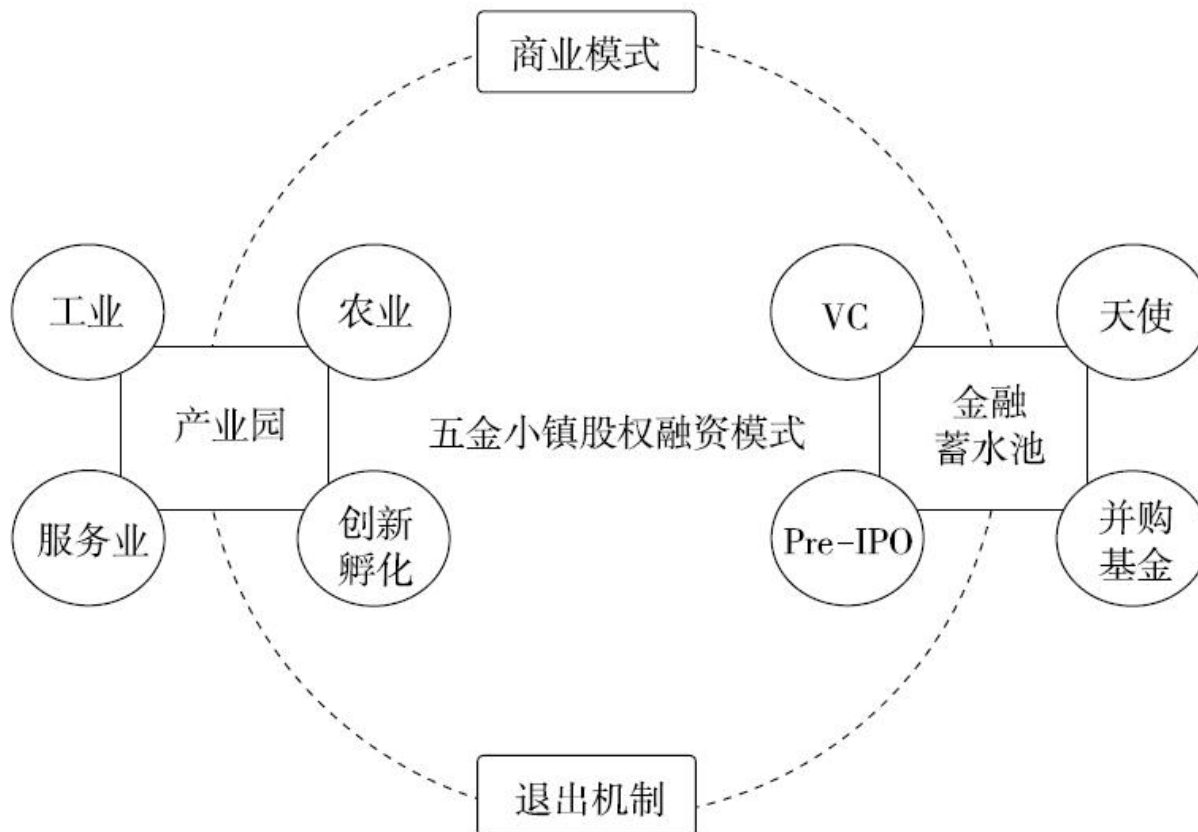 商业模式
工业
农业
VC
天使
产业园
五金小镇股权融资模式
金融
蓄水池
服务业
创新
孵化
Pre-IPO
并购
基金
退出机制